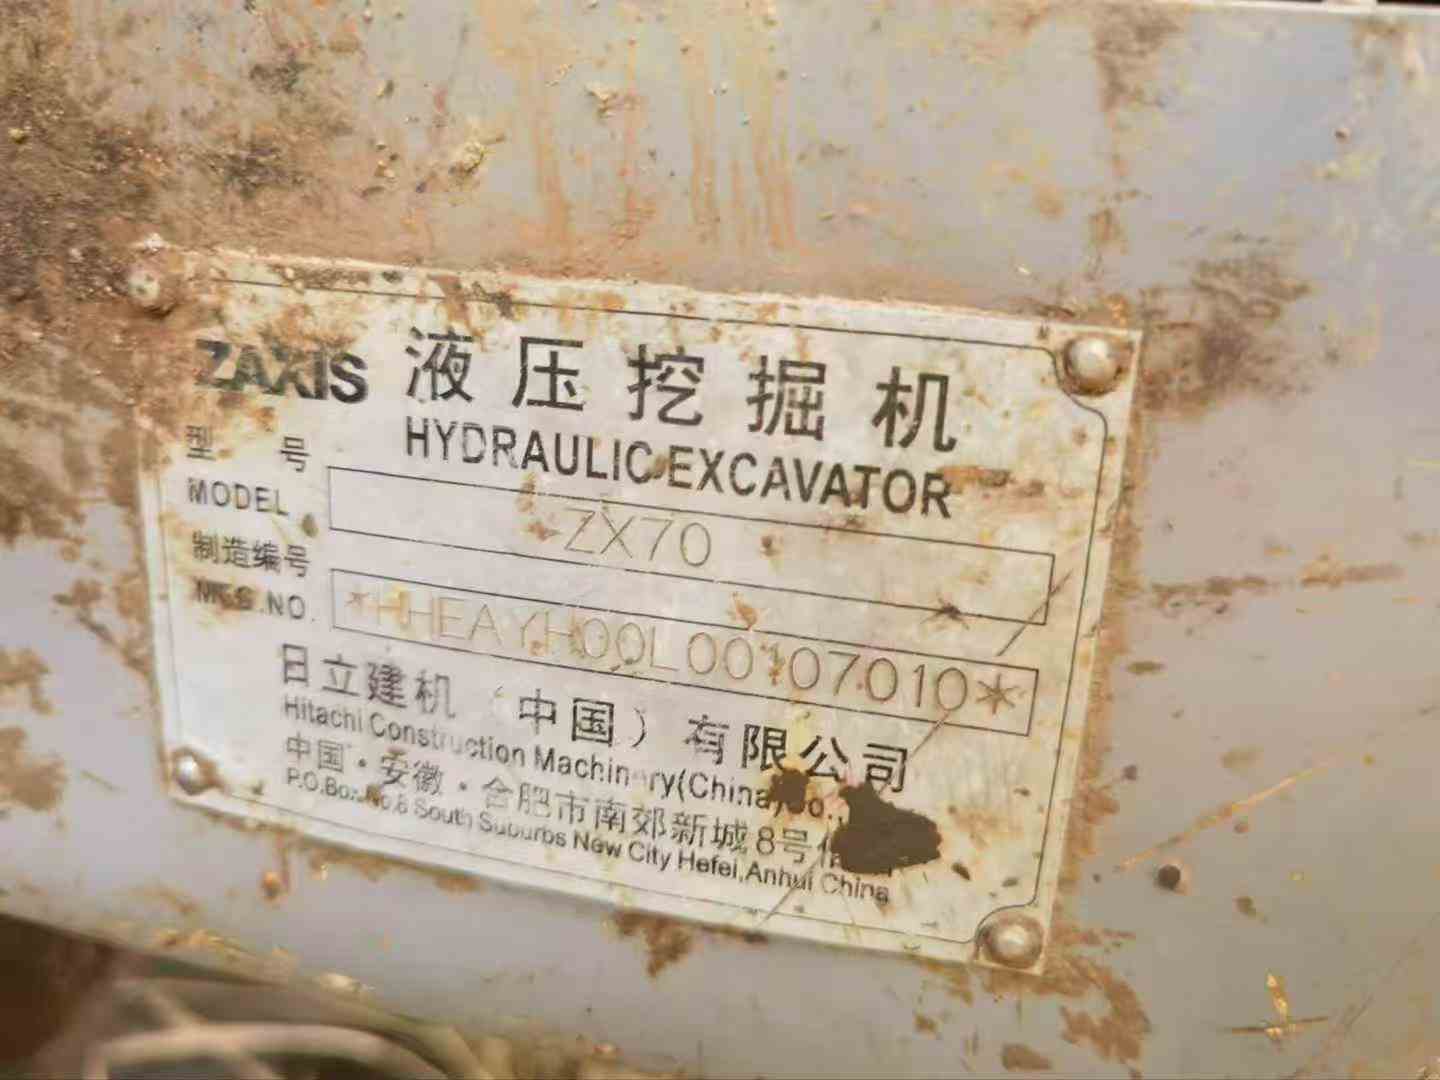 ZAXIS 液压挖掘机
HYDRAULIC EXCAVATOR
型 号
MODEL ZX70
制造编号
MFG.NO. *HHEAYH00L00107010*
日立建机（中国）有限公司
Hitachi Construction Machinery(China)Co.,
中国·安徽·合肥市南郊新城8号信
P.O.Box:No.8 South Suburbs New City Hefei,Anhui China